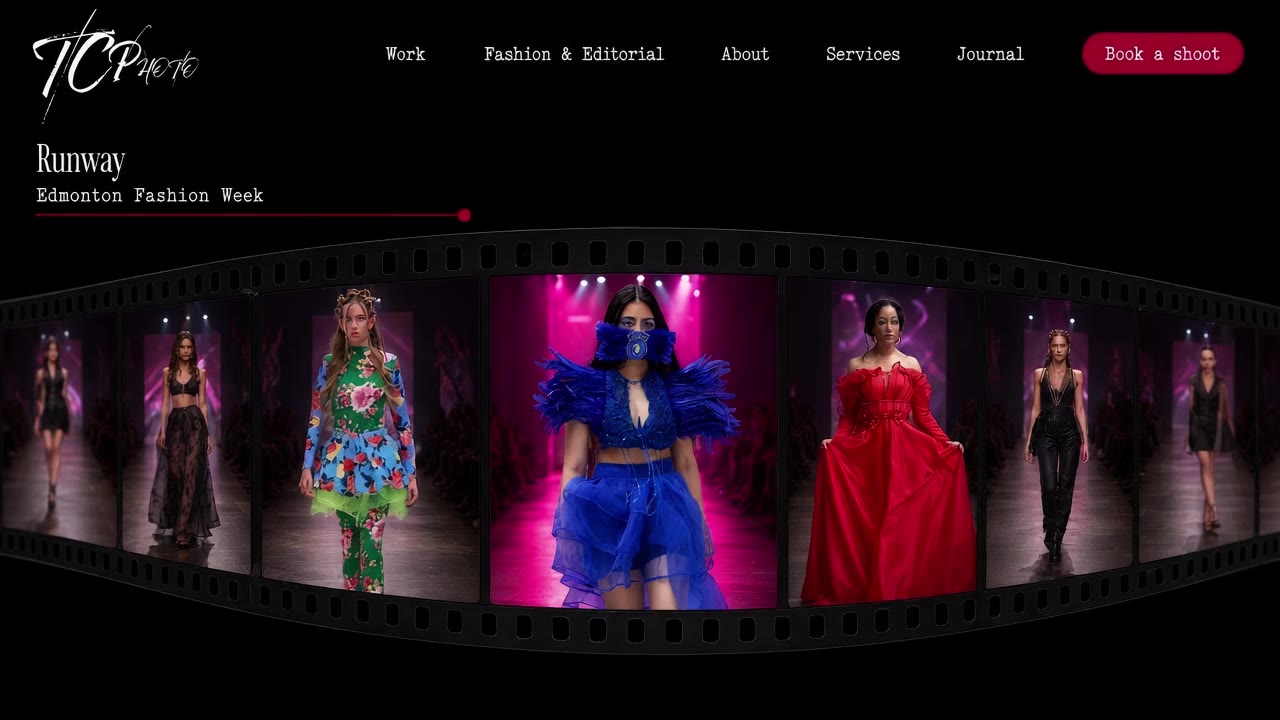 TCPHOTO
Work
Fashion & Editorial
About
Services
Journal
Book a shoot
Runway
Edmonton Fashion Week